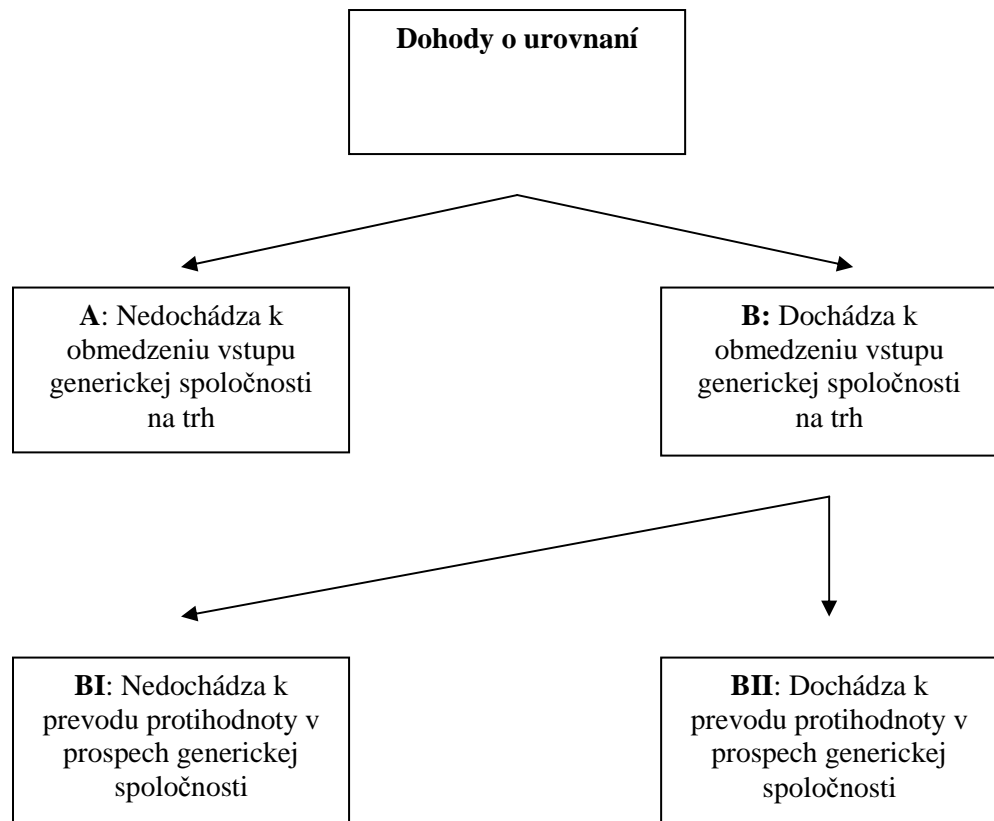 Dohody o urovnaní
A: Nedochádza k
obmedzeniu vstupu
generickej spoločnosti
na trh
B: Dochádza k
obmedzeniu vstupu
generickej spoločnosti
na trh
BI: Nedochádza k
prevodu protihodnoty v
prospech generickej
spoločnosti
BII: Dochádza k
prevodu protihodnoty v
prospech generickej
spoločnosti